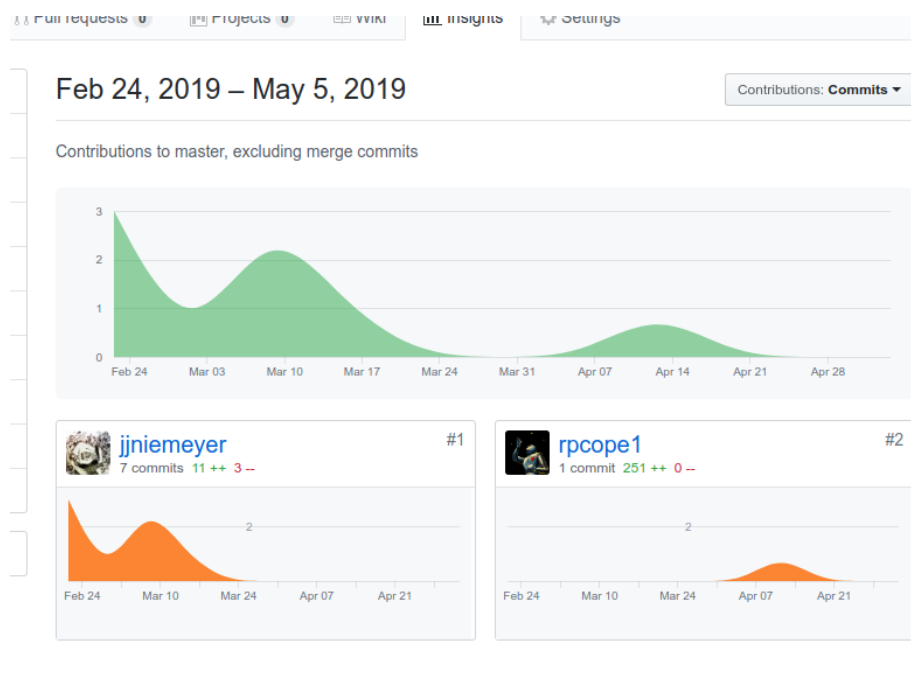 Pull requests 0 Projects 0 Wiki Insights Settings
Feb 24, 2019 – May 5, 2019
Contributions: Commits
Contributions to master, excluding merge commits
3
2
1
0
Feb 24 Mar 03 Mar 10 Mar 17 Mar 24 Mar 31 Apr 07 Apr 14 Apr 21 Apr 28
jjniemeyer #1
7 commits 11 ++ 3 --
2
Feb 24 Mar 10 Mar 24 Apr 07 Apr 21
rpcope1 #2
1 commit 251 ++ 0 --
2
Feb 24 Mar 10 Mar 24 Apr 07 Apr 21